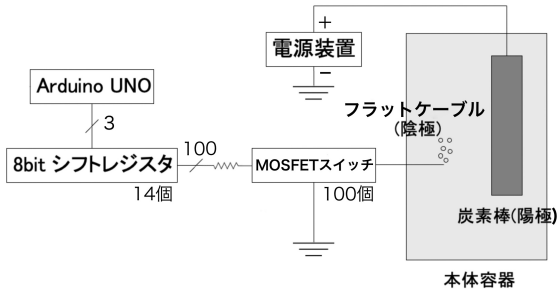 +
電源装置
−
Arduino UNO
3
フラットケーブル
(陰極)
8bit シフトレジスタ
100
MOSFETスイッチ
14個
100個
炭素棒(陽極)
本体容器